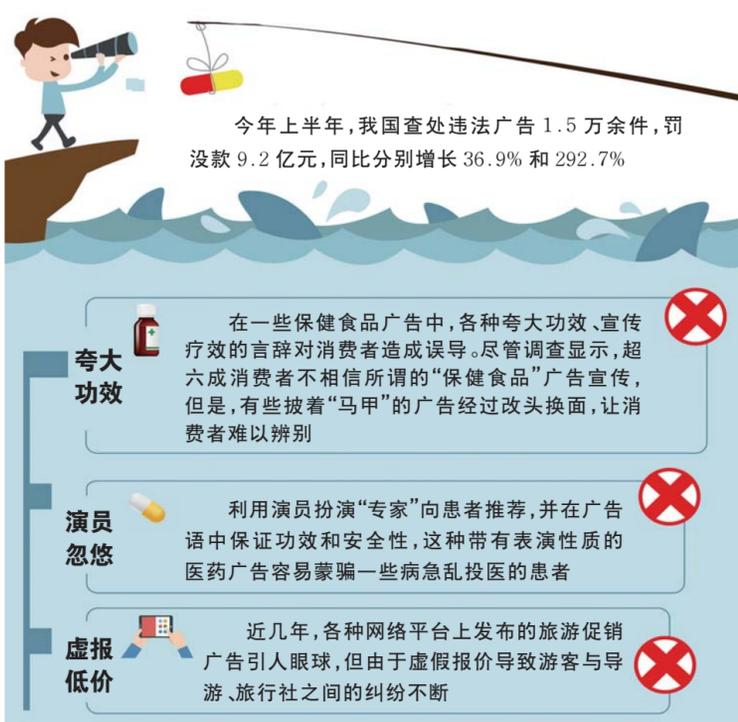 今年上半年，我国查处违法广告 1.5 万余件，罚
没款 9.2 亿元，同比分别增长 36.9% 和 292.7%
夸大
功效
在一些保健食品广告中，各种夸大功效、宣传
疗效的言辞对消费者造成误导。尽管调查显示，超
六成消费者不相信所谓的“保健食品”广告宣传，
但是，有些披着“马甲”的广告经过改头换面，让消
费者难以辨别
演员
忽悠
利用演员扮演“专家”向患者推荐，并在广告
语中保证功效和安全性，这种带有表演性质的
医药广告容易蒙骗一些病急乱投医的患者
虚报
低价
近几年，各种网络平台上发布的旅游促销
广告引人眼球，但由于虚假报价导致游客与导
游、旅行社之间的纠纷不断